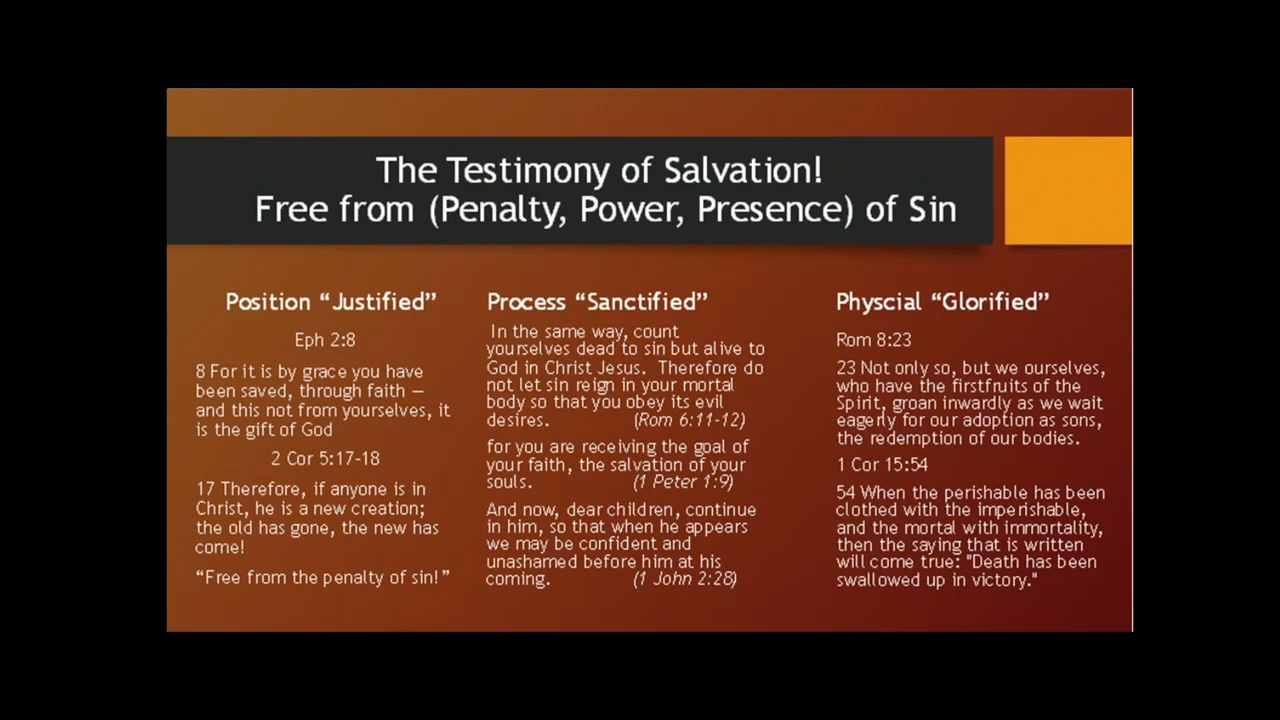 The Testimony of Salvation!
Free from (Penalty, Power, Presence) of Sin
Position “Justified”
Eph 2:8
8 For it is by grace you have
been saved, through faith —
and this not from yourselves, it
is the gift of God
2 Cor 5:17-18
17 Therefore, if anyone is in
Christ, he is a new creation;
the old has gone, the new has
come!
“Free from the penalty of sin!”
Process “Sanctified”
In the same way, count
yourselves dead to sin but alive to
God in Christ Jesus. Therefore do
not let sin reign in your mortal
body so that you obey its evil
desires. (Rom 6:11-12)
for you are receiving the goal of
your faith, the salvation of your
souls. (1 Peter 1:9)
And now, dear children, continue
in him, so that when he appears
we may be confident and
unashamed before him at his
coming. (1 John 2:28)
Physcial “Glorified”
Rom 8:23
23 Not only so, but we ourselves,
who have the firstfruits of the
Spirit, groan inwardly as we wait
eagerly for our adoption as sons,
the redemption of our bodies.
1 Cor 15:54
54 When the perishable has been
clothed with the imperishable,
and the mortal with immortality,
then the saying that is written
will come true: "Death has been
swallowed up in victory."